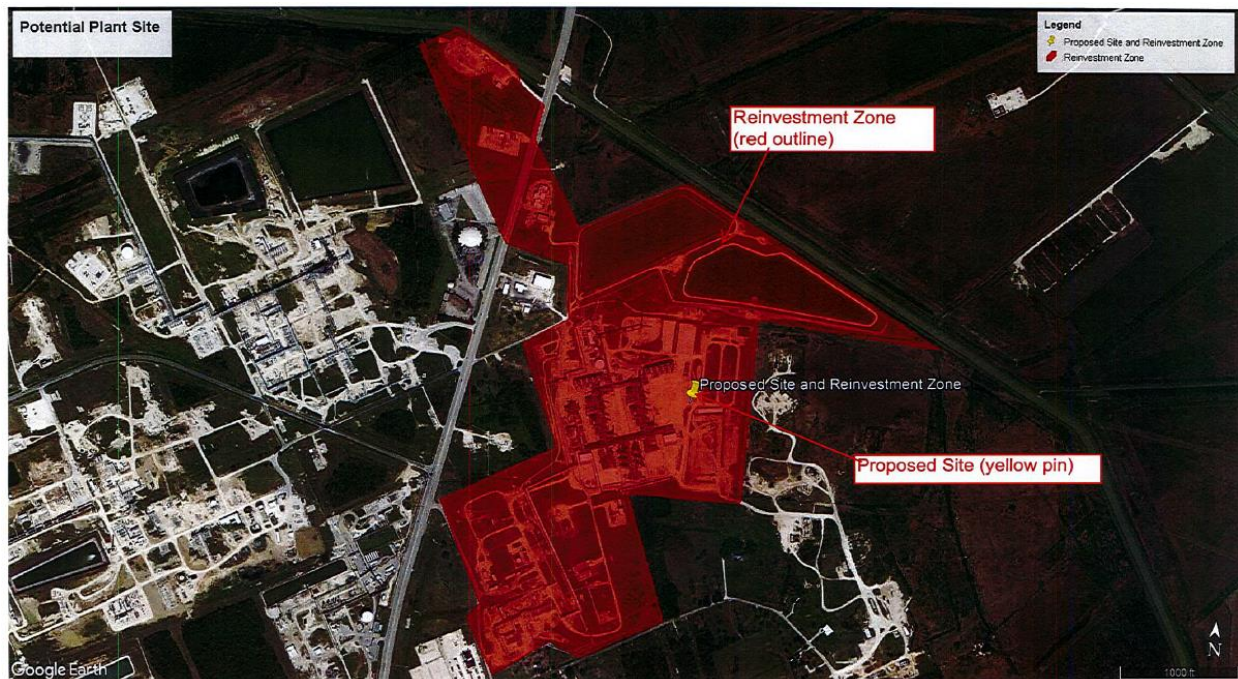 Potential Plant Site
Legend
Proposed Site and Reinvestment Zone
Reinvestment Zone
Reinvestment Zone
(red outline)
Proposed Site and Reinvestment Zone
Proposed Site (yellow pin)
N
Google Earth
1000 ft